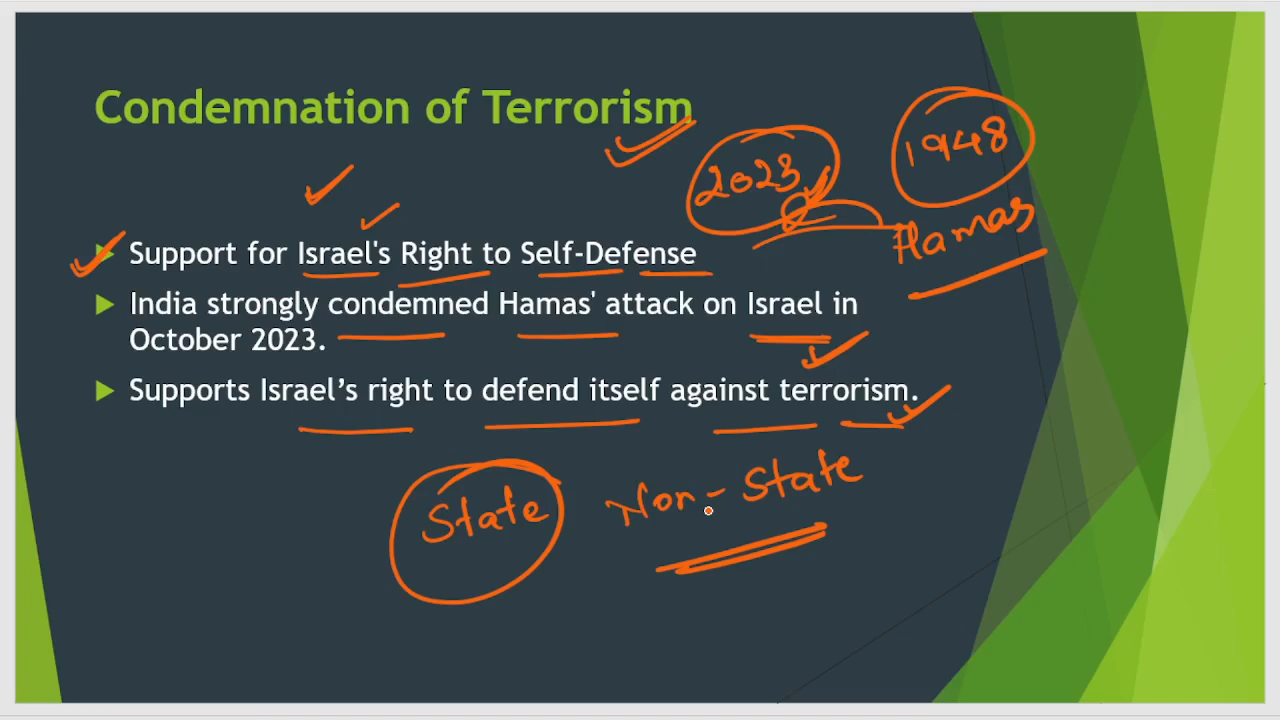 Condemnation of Terrorism
2023
1948
Hamas
Support for Israel's Right to Self-Defense
India strongly condemned Hamas' attack on Israel in
October 2023.
Supports Israel’s right to defend itself against terrorism.
State
Non-State